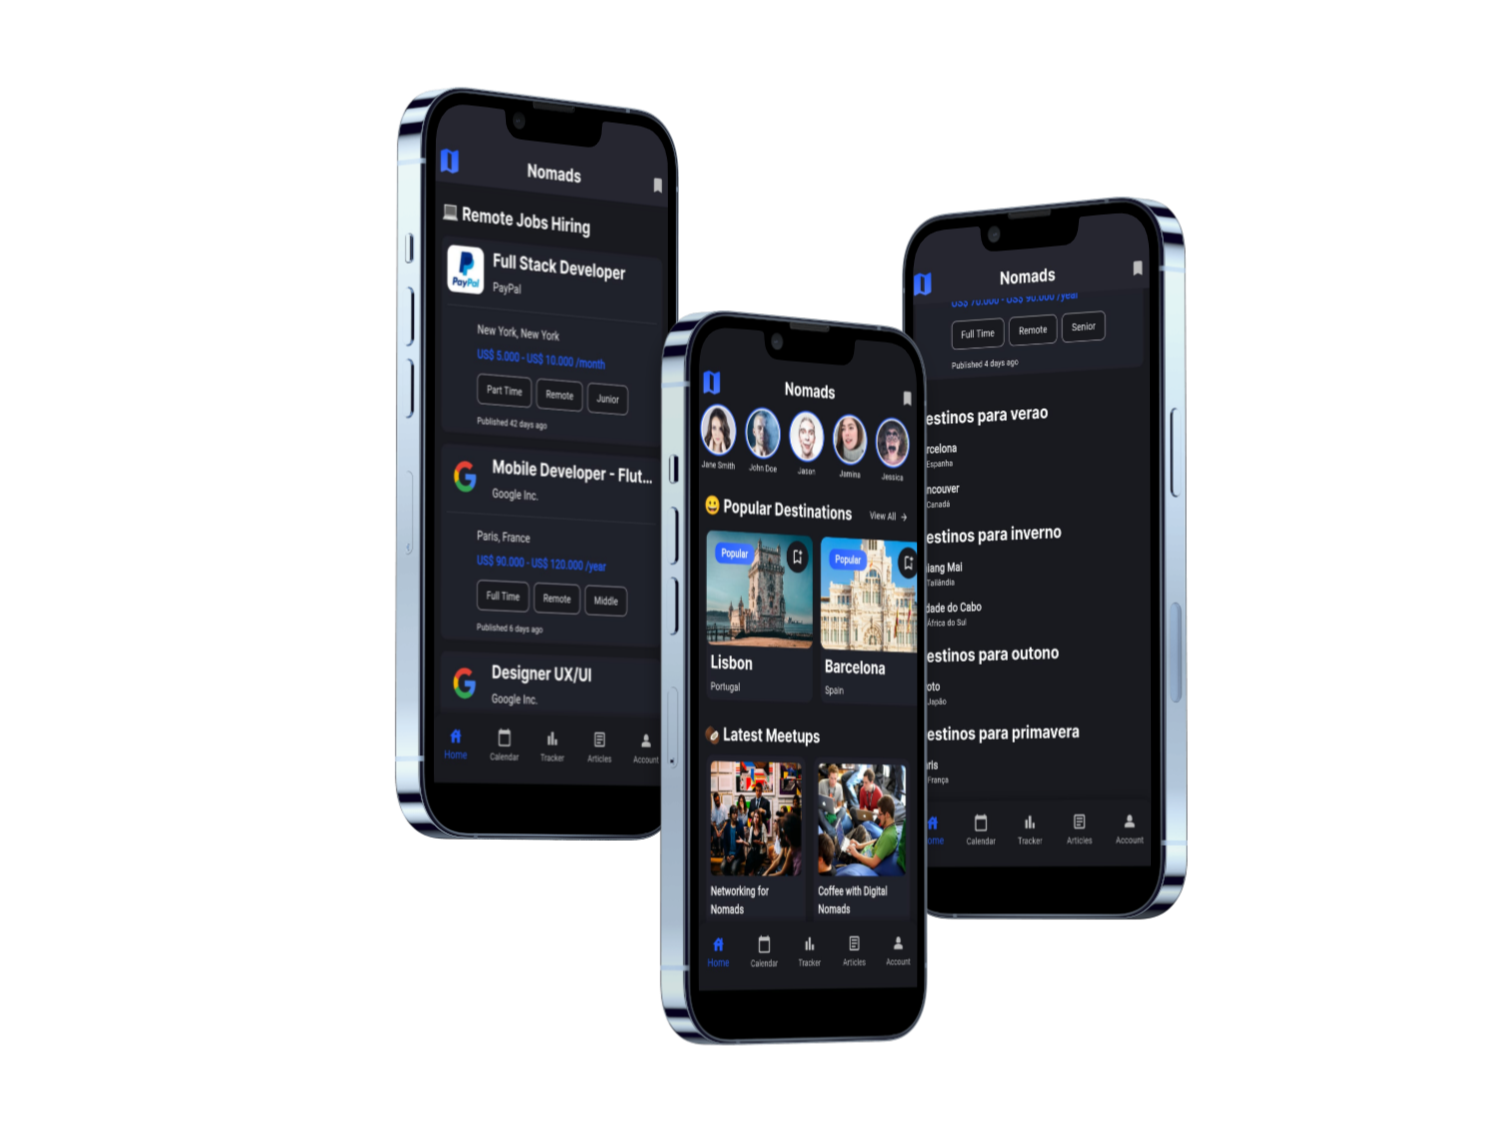 Nomads
Remote Jobs Hiring
PayPal
Full Stack Developer
PayPal
New York, New York
US$ 5.000 - US$ 10.000 /month
Part Time
Remote
Junior
Published 42 days ago
Mobile Developer - Flut...
Google Inc.
Paris, France
US$ 90.000 - US$ 120.000 /year
Full Time
Remote
Middle
Published 6 days ago
Designer UX/UI
Google Inc.
Home
Calendar
Tracker
Articles
Account
Nomads
Jane Smith
John Doe
Jason
Jamina
Jessica
Popular Destinations
View All →
Popular
Popular
Lisbon
Portugal
Barcelona
Spain
Latest Meetups
Networking for
Nomads
Coffee with Digital
Nomads
Home
Calendar
Tracker
Articles
Account
Nomads
US$ 70.000 - US$ 90.000 /year
Full Time
Remote
Senior
Published 4 days ago
estinos para verao
rcelona
Espanha
ncouver
Canadá
estinos para inverno
iang Mai
Tailândia
dade do Cabo
África do Sul
estinos para outono
oto
Japão
estinos para primavera
ris
França
ome
Calendar
Tracker
Articles
Account